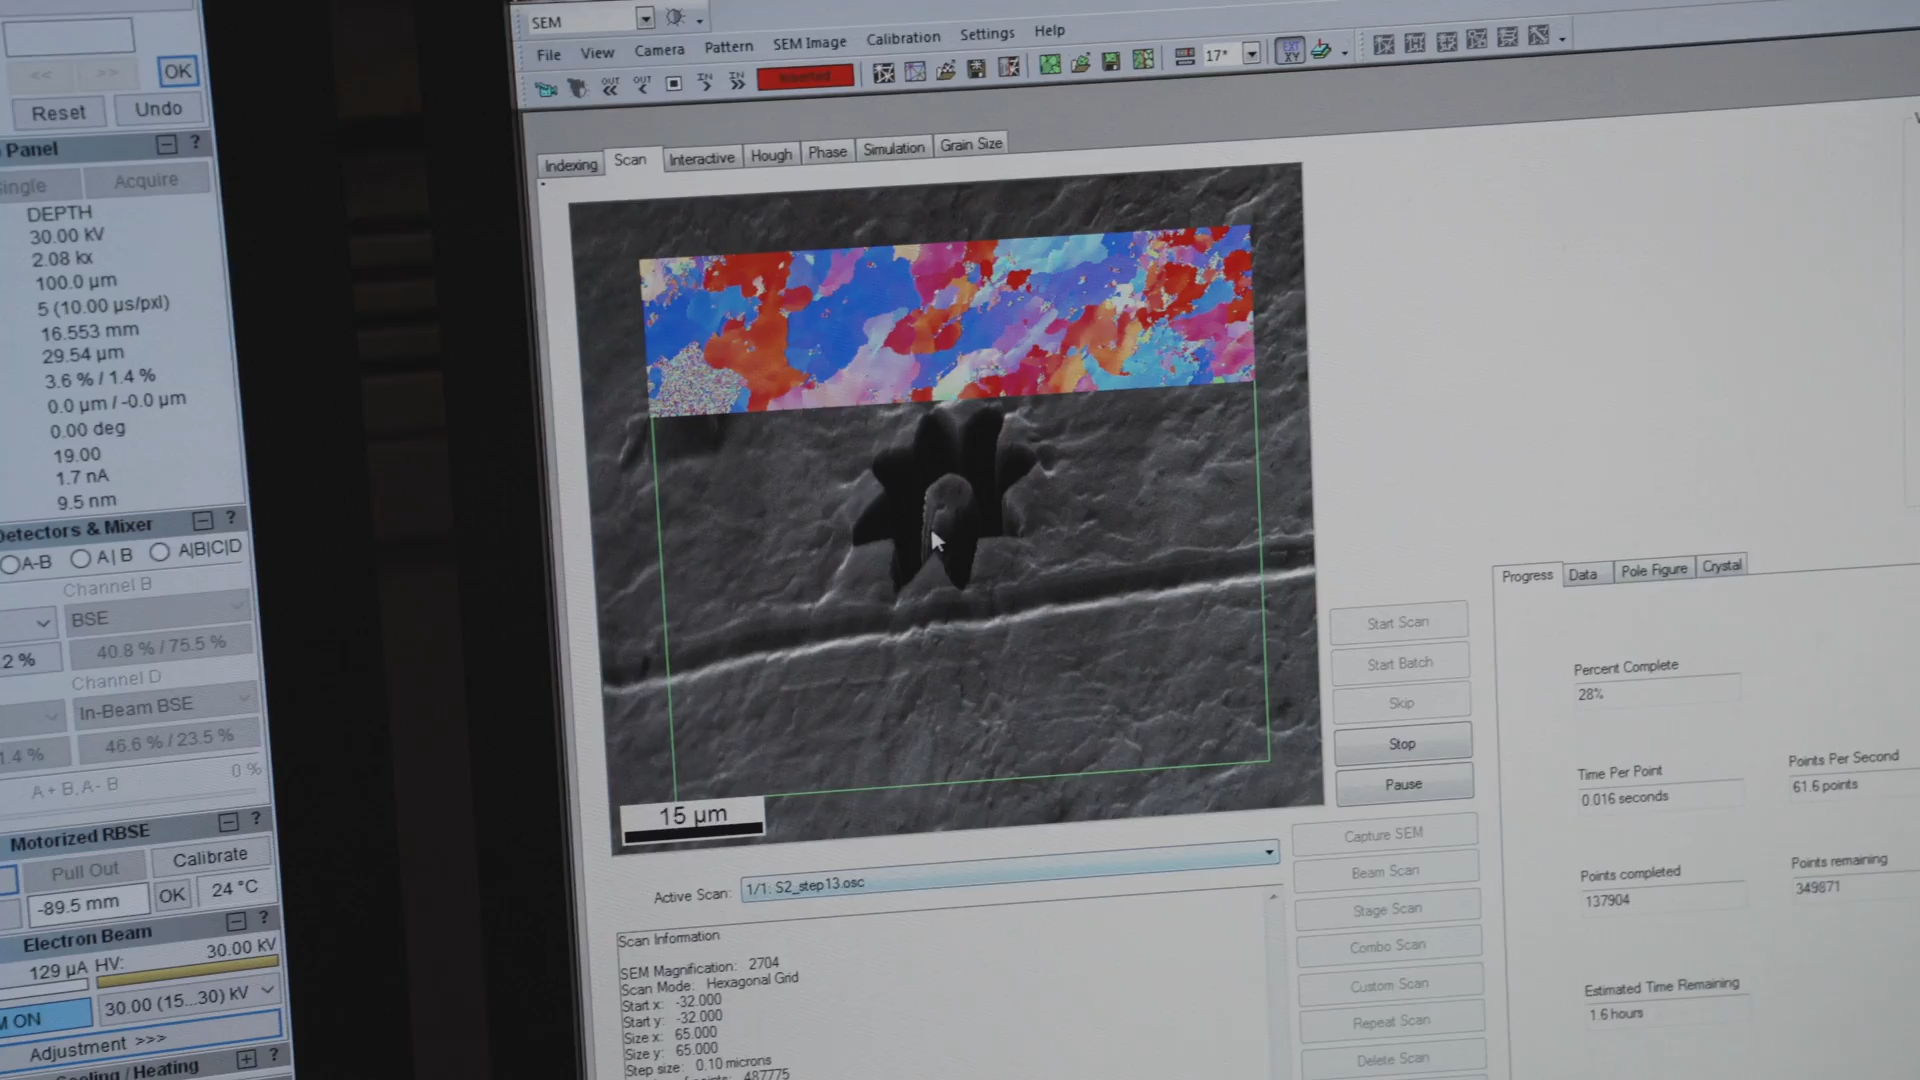 OK
Reset
Undo
Panel
?
Single
Acquire
DEPTH
30.00 kV
2.08 kx
100.0 µm
5 (10.00 µs/pxl)
16.553 mm
29.54 µm
3.6 % / 1.4 %
0.0 µm / -0.0 µm
0.00 deg
19.00
1.7 nA
9.5 nm
Detectors & Mixer
?
A-B
A|B
A|B|C|D
Channel B
BSE
2 %
40.8 % / 75.5 %
Channel D
In-Beam BSE
1.4 %
46.6 % / 23.5 %
A + B, A - B
0 %
Motorized RBSE
?
Pull Out
Calibrate
-89.5 mm
OK
24 °C
?
Electron Beam
129 µA HV:
30.00 kV
ON
30.00 (15...30) kV
Adjustment >>>
/ Heating
?
SEM
File View Camera Pattern SEM Image Calibration Settings Help
OUT OUT IN IN
Inserted
17*
EXT XY
Indexing Scan Interactive Hough Phase Simulation Grain Size
15 µm
Active Scan: 1/1: S2_step13.osc
Scan Information
SEM Magnification: 2704
Scan Mode: Hexagonal Grid
Start x: -32.000
Start y: -32.000
Size x: 65.000
Size y: 65.000
Step size: 0.10 microns
487775
Start Scan
Start Batch
Skip
Stop
Pause
Capture SEM
Beam Scan
Stage Scan
Combo Scan
Custom Scan
Repeat Scan
Delete Scan
Progress Data Pole Figure Crystal
Percent Complete
28%
Time Per Point
0.016 seconds
Points Per Second
61.6 points
Points completed
137904
Points remaining
349871
Estimated Time Remaining
1.6 hours